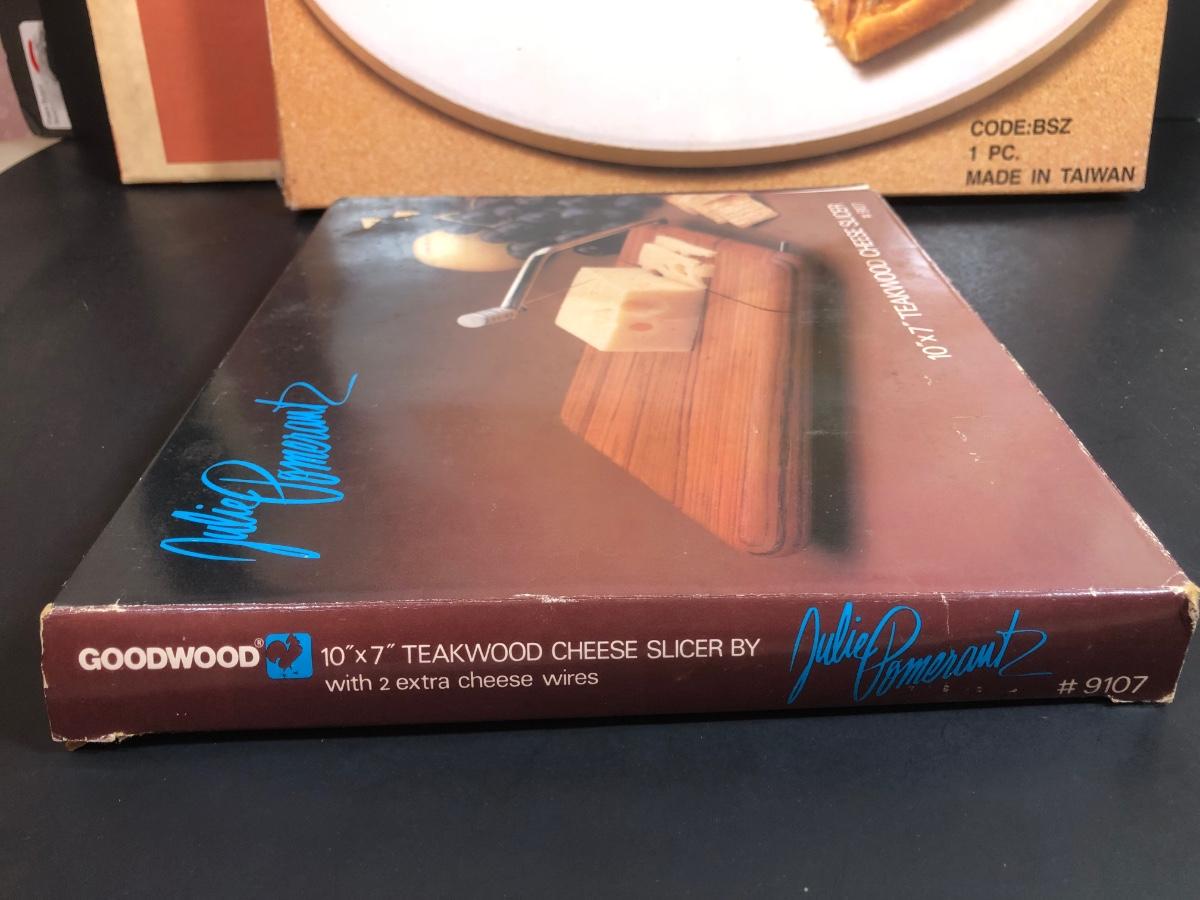 CODE:BSZ
1 PC.
MADE IN TAIWAN
10"x7" TEAKWOOD CHEESE SLICER
#9107
Julie Pomerantz
GOODWOOD®
10"x7" TEAKWOOD CHEESE SLICER BY
with 2 extra cheese wires
Julie Pomerantz
#9107